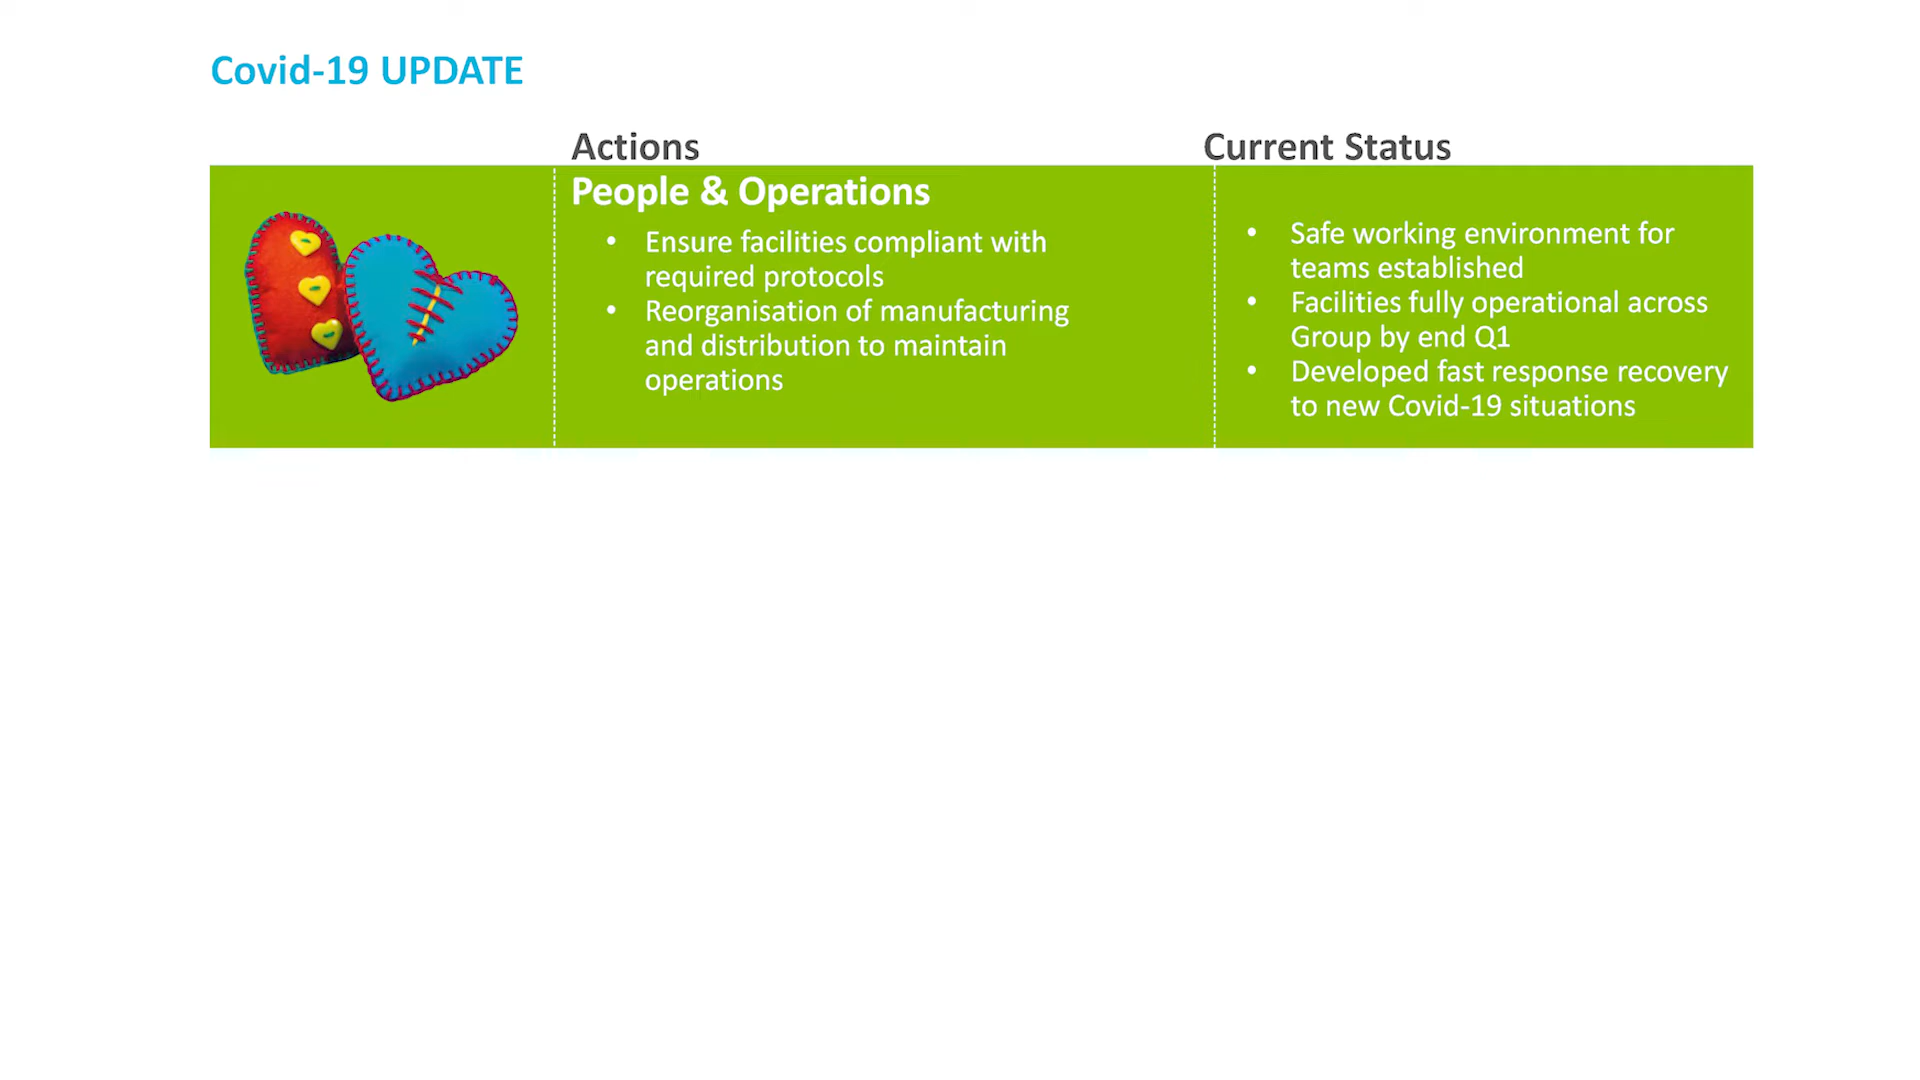 Covid-19 UPDATE
Actions
Current Status
People & Operations
• Ensure facilities compliant with
required protocols
• Reorganisation of manufacturing
and distribution to maintain
operations
• Safe working environment for
teams established
• Facilities fully operational across
Group by end Q1
• Developed fast response recovery
to new Covid-19 situations